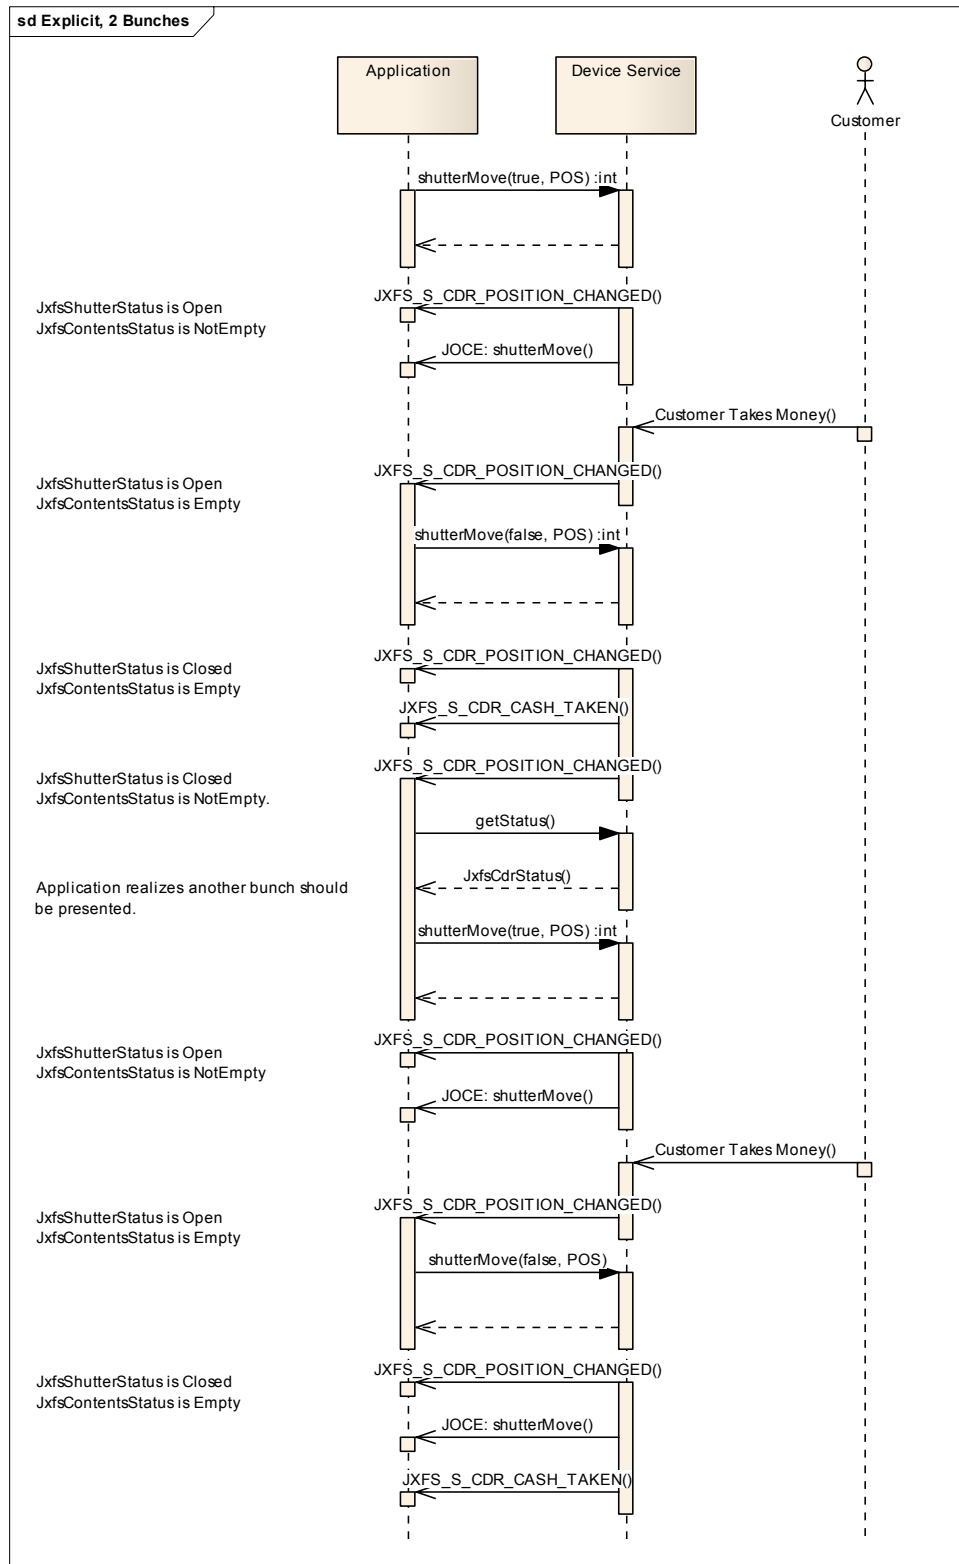 sd Explicit, 2 Bunches
Application
Device Service
Customer
shutterMove(true, POS) :int
JXFS_S_CDR_POSITION_CHANGED()
JxfsShutterStatus is Open
JxfsContentsStatus is NotEmpty
JOCE: shutterMove()
Customer Takes Money()
JXFS_S_CDR_POSITION_CHANGED()
JxfsShutterStatus is Open
JxfsContentsStatus is Empty
shutterMove(false, POS) :int
JXFS_S_CDR_POSITION_CHANGED()
JxfsShutterStatus is Closed
JxfsContentsStatus is Empty
JXFS_S_CDR_CASH_TAKEN()
JXFS_S_CDR_POSITION_CHANGED()
JxfsShutterStatus is Closed
JxfsContentsStatus is NotEmpty.
getStatus()
JxfsCdrStatus()
Application realizes another bunch should
be presented.
shutterMove(true, POS) :int
JXFS_S_CDR_POSITION_CHANGED()
JxfsShutterStatus is Open
JxfsContentsStatus is NotEmpty
JOCE: shutterMove()
Customer Takes Money()
JXFS_S_CDR_POSITION_CHANGED()
JxfsShutterStatus is Open
JxfsContentsStatus is Empty
shutterMove(false, POS)
JXFS_S_CDR_POSITION_CHANGED()
JxfsShutterStatus is Closed
JxfsContentsStatus is Empty
JOCE: shutterMove()
JXFS_S_CDR_CASH_TAKEN()